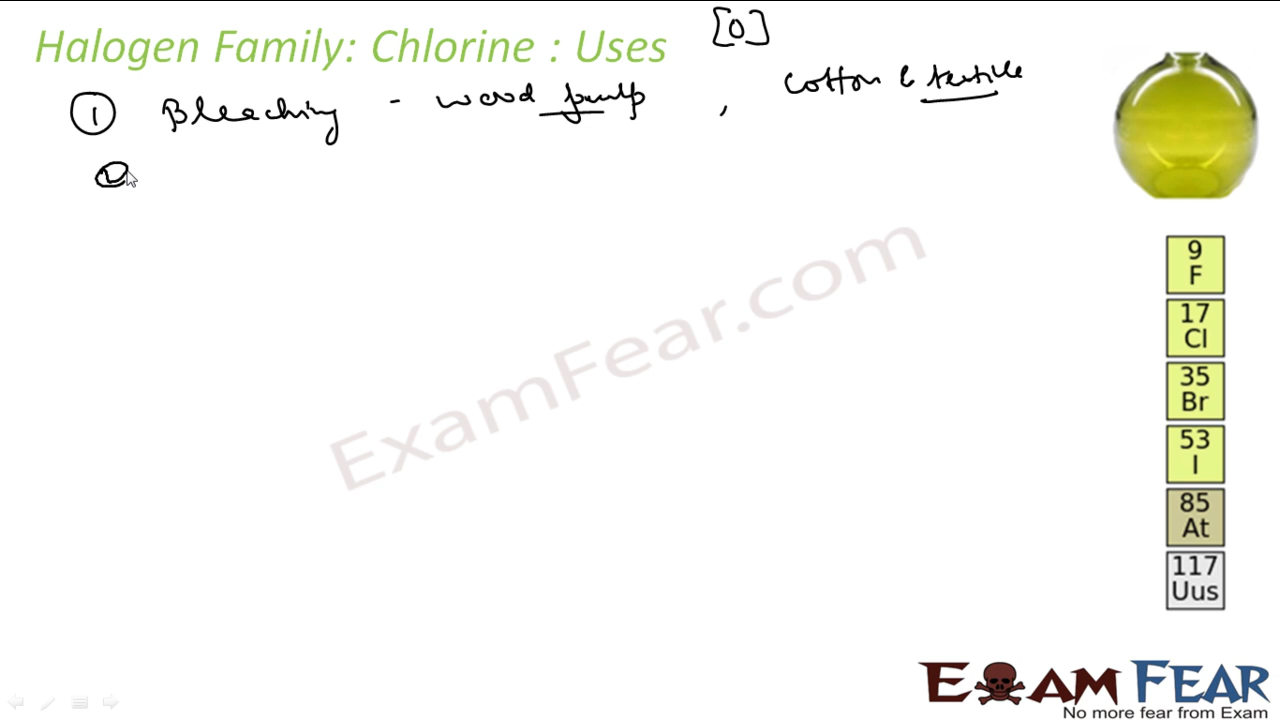 Halogen Family: Chlorine : Uses
[O]
① Bleaching - wood pulp , cotton & textile
②
ExamFear.com
9
F
17
Cl
35
Br
53
I
85
At
117
Uus
EXAM FEAR
No more fear from Exam